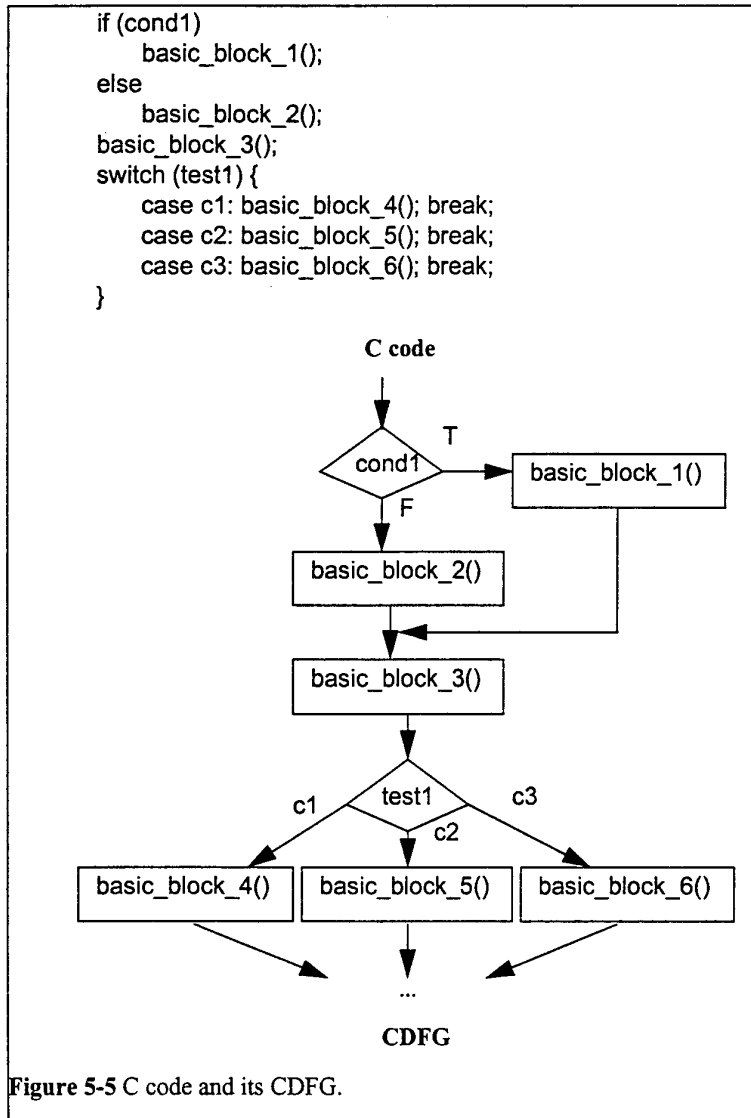 if (cond1)
basic_block_1();
else
basic_block_2();
basic_block_3();
switch (test1) {
case c1: basic_block_4(); break;
case c2: basic_block_5(); break;
case c3: basic_block_6(); break;
}
C code
T
cond1
basic_block_1()
F
basic_block_2()
basic_block_3()
c1
test1
c3
c2
basic_block_4()
basic_block_5()
basic_block_6()
...
CDFG
Figure 5-5 C code and its CDFG.